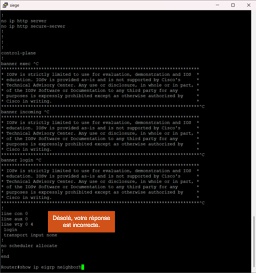 siege
no ip http server
no ip http secure-server
!
!
!
control-plane
!
banner exec ^C
**************************************************************************
* IOSv is strictly limited to use for evaluation, demonstration and IOS *
* education. IOSv is provided as-is and is not supported by Cisco's *
* Technical Advisory Center. Any use or disclosure, in whole or in part, *
* of the IOSv Software or Documentation to any third party for any *
* purposes is expressly prohibited except as otherwise authorized by *
* Cisco in writing. *
**************************************************************************^C
banner incoming ^C
**************************************************************************
* IOSv is strictly limited to use for evaluation, demonstration and IOS *
* education. IOSv is provided as-is and is not supported by Cisco's *
* Technical Advisory Center. Any use or disclosure, in whole or in part, *
* of the IOSv Software or Documentation to any third party for any *
* purposes is expressly prohibited except as otherwise authorized by *
* Cisco in writing. *
**************************************************************************^C
banner login ^C
**************************************************************************
* IOSv is strictly limited to use for evaluation, demonstration and IOS *
* education. IOSv is provided as-is and is not supported by Cisco's *
* Technical Advisory Center. Any use or disclosure, in whole or in part, *
* of the IOSv Software or Documentation to any third party for any *
* purposes is expressly prohibited except as otherwise authorized by *
* Cisco in writing. *
!
line con 0
line aux 0
line vty 0 4
login
transport input none
!
no scheduler allocate
!
end
Désolé, votre réponse
est incorrecte.
Router#show ip eigrp neighbors